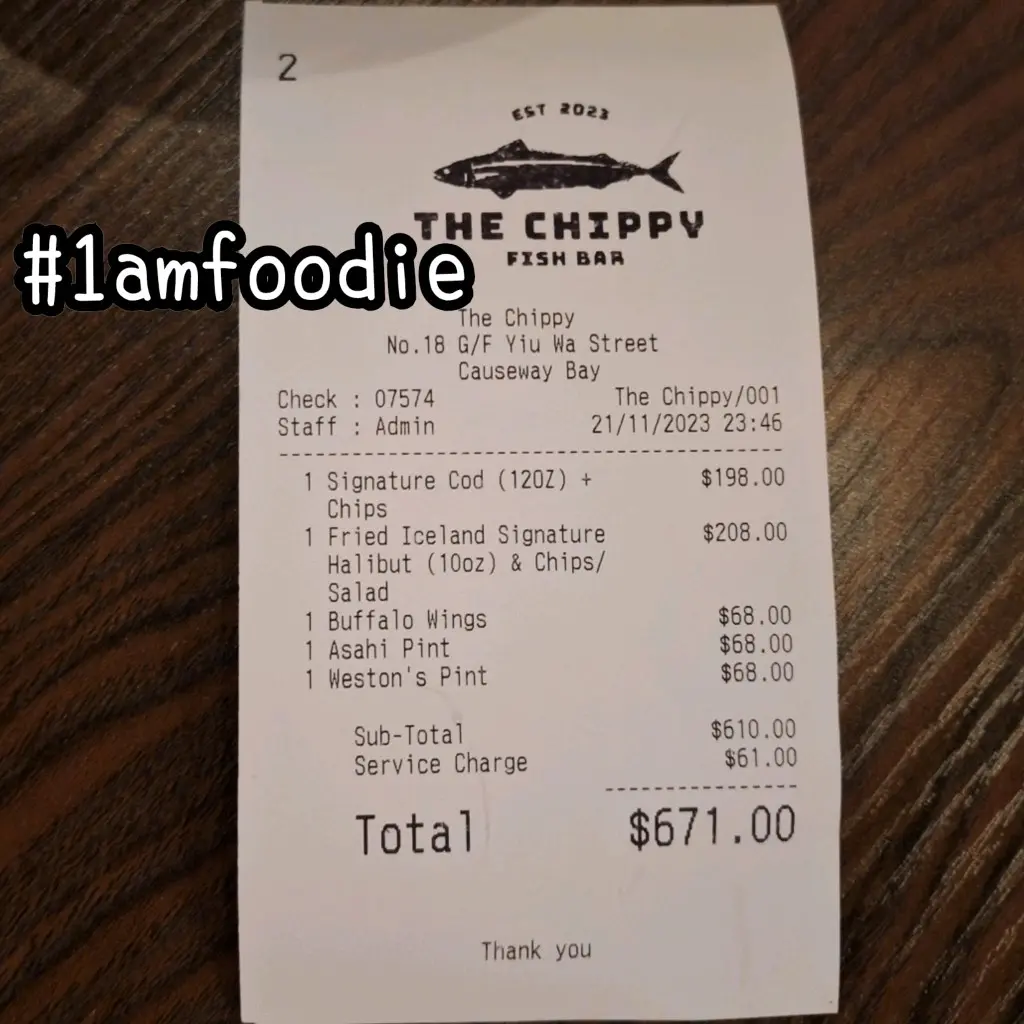 2
EST 2023
THE CHIPPY
FISH BAR
#1amfoodie
The Chippy
No.18 G/F Yiu Wa Street
Causeway Bay
Check : 07574 The Chippy/001
Staff : Admin 21/11/2023 23:46
1 Signature Cod (12OZ) + $198.00
Chips
1 Fried Iceland Signature $208.00
Halibut (10oz) & Chips/
Salad
1 Buffalo Wings $68.00
1 Asahi Pint $68.00
1 Weston's Pint $68.00
Sub-Total $610.00
Service Charge $61.00
Total $671.00
Thank you